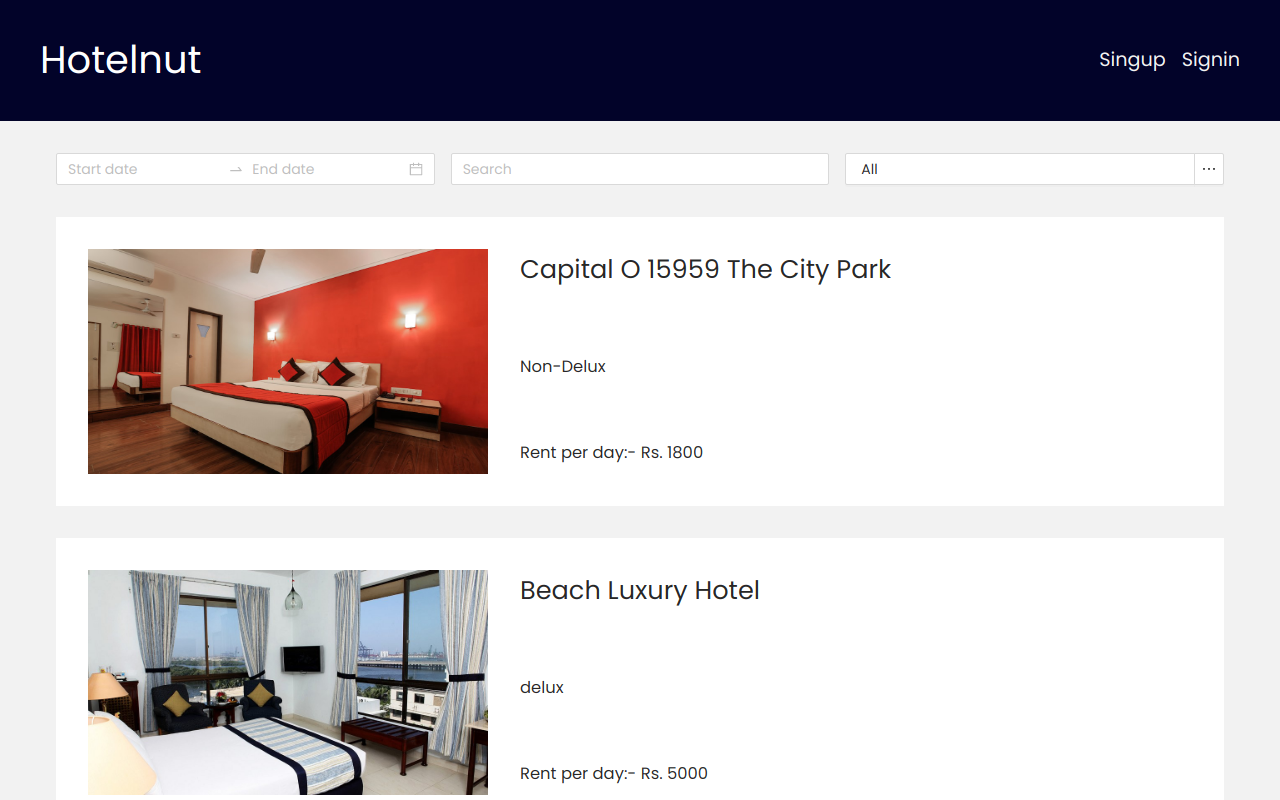 Hotelnut
Singup Signin
Start date End date
Search
All
Capital O 15959 The City Park
Non-Delux
Rent per day:- Rs. 1800
Beach Luxury Hotel
delux
Rent per day:- Rs. 5000